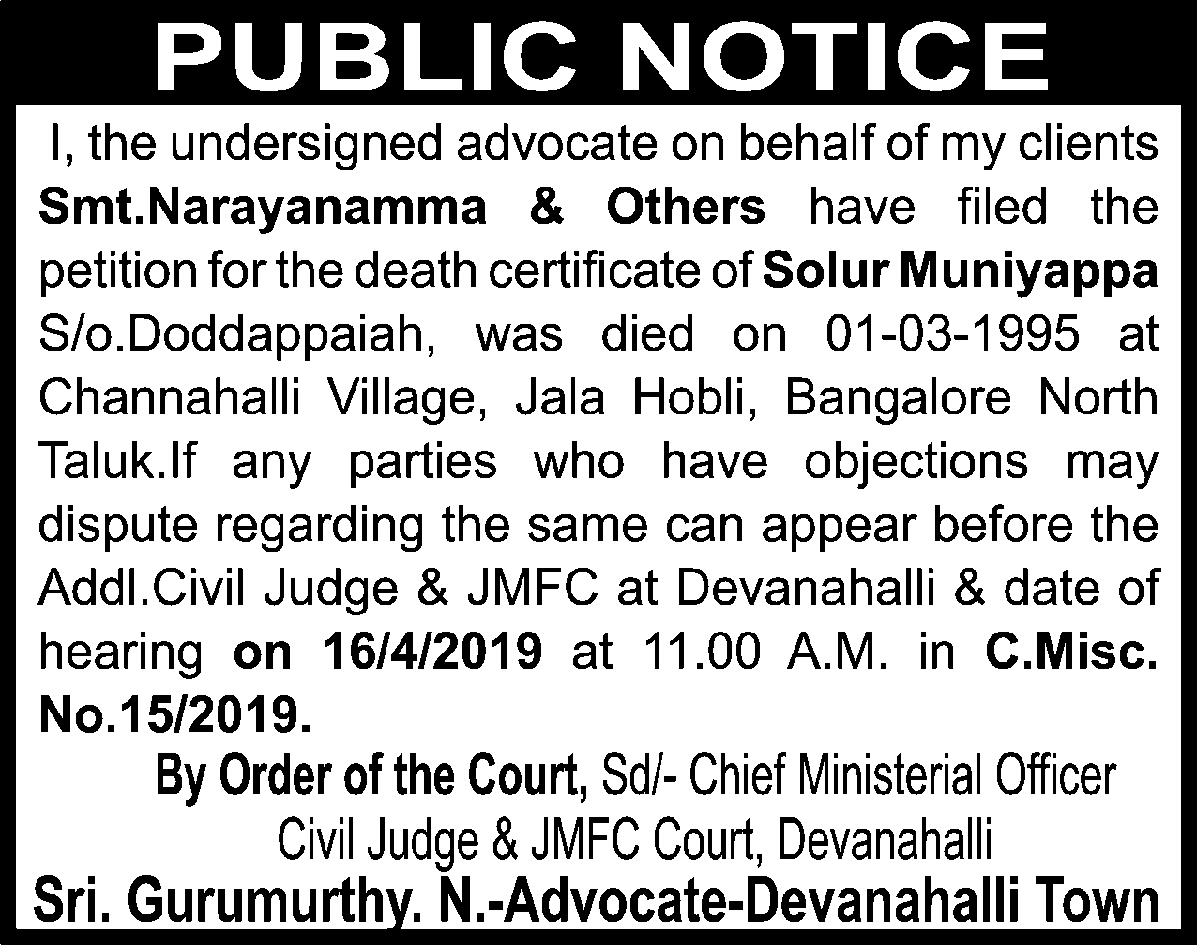 PUBLIC NOTICE
I, the undersigned advocate on behalf of my clients
Smt.Narayanamma & Others have filed the
petition for the death certificate of Solur Muniyappa
S/o.Doddappaiah, was died on 01-03-1995 at
Channahalli Village, Jala Hobli, Bangalore North
Taluk.If any parties who have objections may
dispute regarding the same can appear before the
Addl.Civil Judge & JMFC at Devanahalli & date of
hearing on 16/4/2019 at 11.00 A.M. in C.Misc.
No.15/2019.
By Order of the Court, Sd/- Chief Ministerial Officer
Civil Judge & JMFC Court, Devanahalli
Sri. Gurumurthy. N.-Advocate-Devanahalli Town